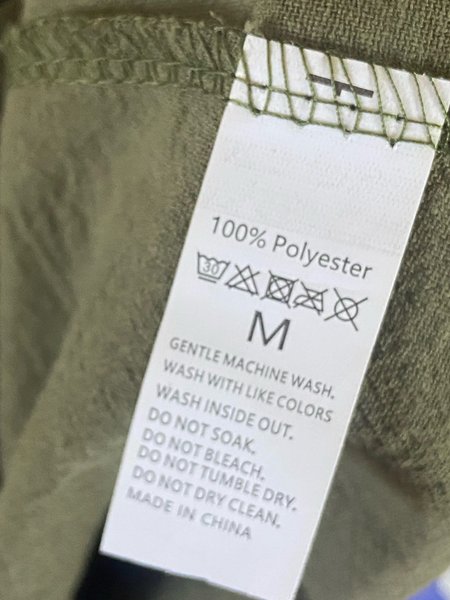 100% Polyester
30
M
GENTLE MACHINE WASH.
WASH WITH LIKE COLORS
WASH INSIDE OUT.
DO NOT SOAK.
DO NOT BLEACH.
DO NOT TUMBLE DRY.
DO NOT DRY CLEAN.
MADE IN CHINA